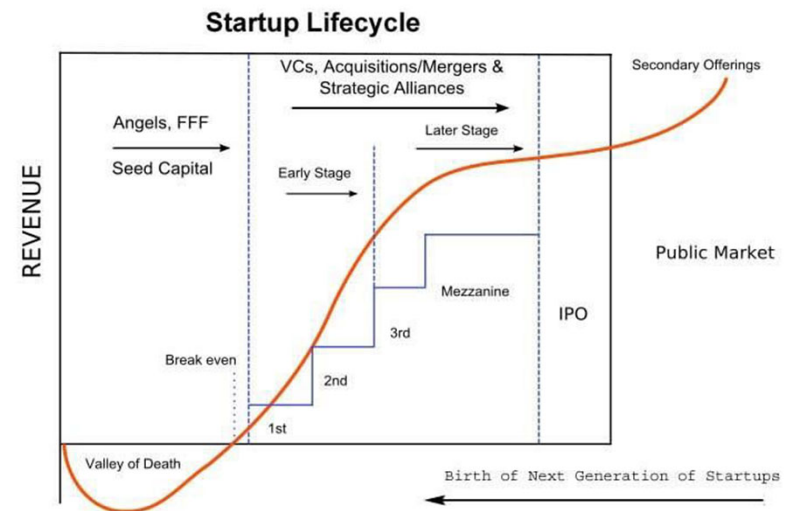 Startup Lifecycle
VCs, Acquisitions/Mergers &
Strategic Alliances
Secondary Offerings
Angels, FFF
Later Stage
Seed Capital
Early Stage
REVENUE
Public Market
Mezzanine
IPO
3rd
Break even
2nd
1st
Valley of Death
Birth of Next Generation of Startups